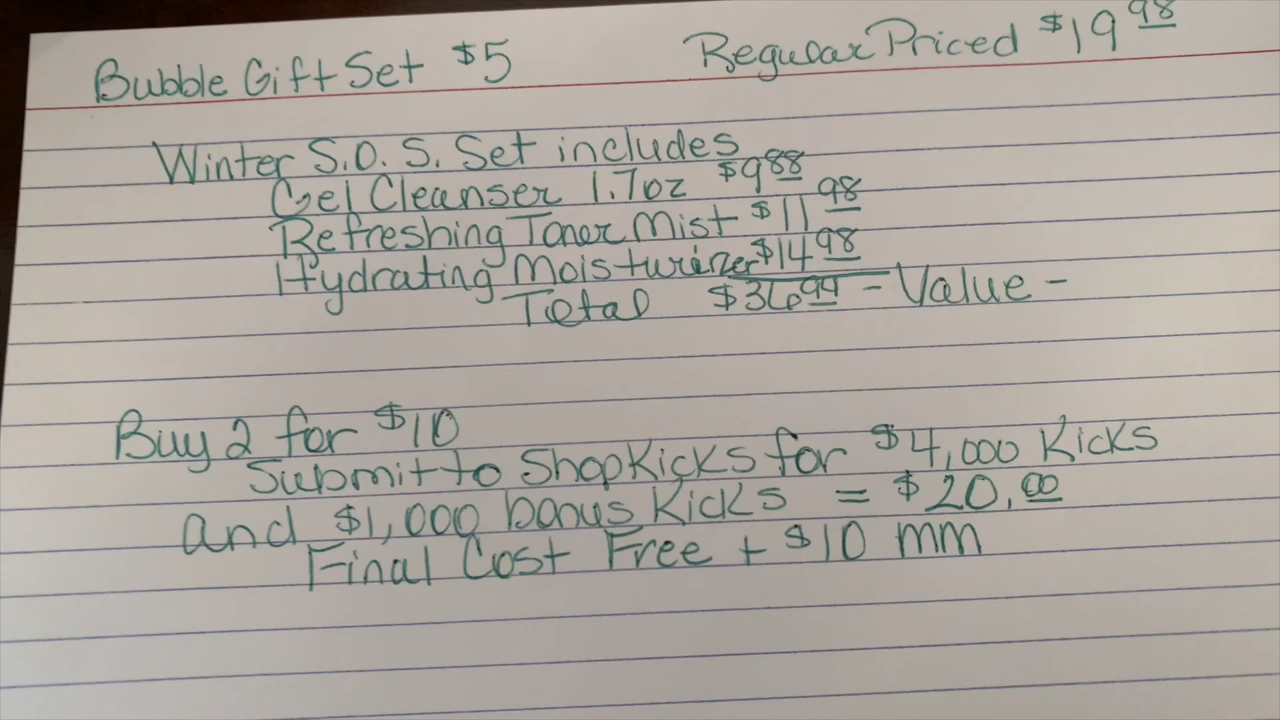 Bubble Gift Set $5 Regular Priced $19 98
Winter S.O.S. Set includes
Gel Cleanser 1.7oz $9 88
Refreshing Toner Mist $11 98
Hydrating Moisturizer $14 98
Total $36 94 - Value -
Buy 2 for $10
Submit to ShopKicks for $4,000 Kicks
and $1,000 bonus Kicks = $20.00
Final Cost Free + $10 mm